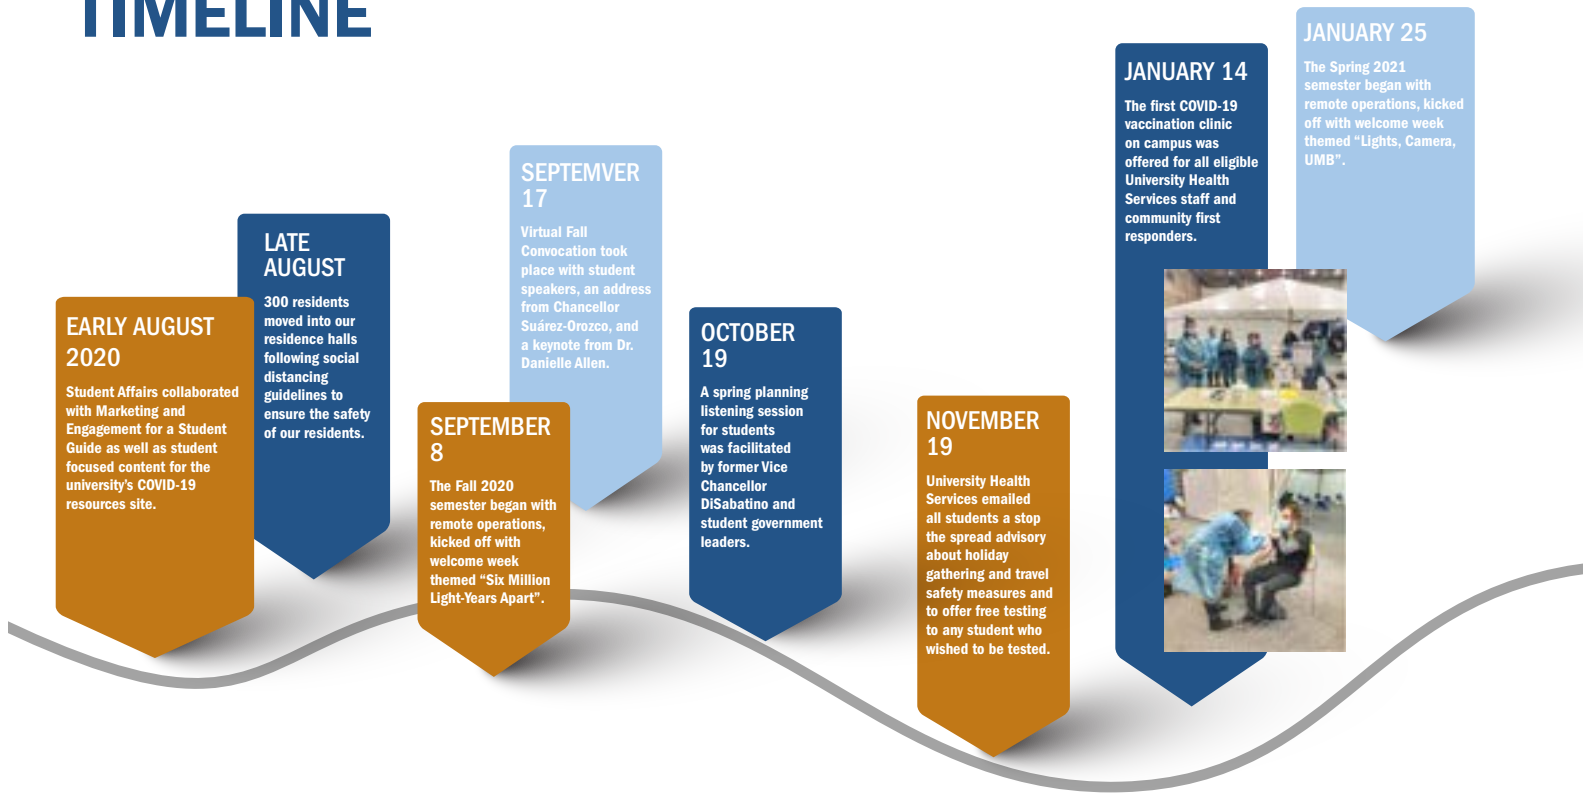 TIMELINE
EARLY AUGUST
2020
Student Affairs collaborated
with Marketing and
Engagement for a Student
Guide as well as student
focused content for the
university's COVID-19
resources site.
LATE
AUGUST
300 residents
moved into our
residence halls
following social
distancing
guidelines to
ensure the safety
of our residents.
SEPTEMBER
8
The Fall 2020
semester began with
remote operations,
kicked off with
welcome week
themed “Six Million
Light-Years Apart”.
SEPTEMVER
17
Virtual Fall
Convocation took
place with student
speakers, an address
from Chancellor
Suárez-Orozco, and
a keynote from Dr.
Danielle Allen.
OCTOBER
19
A spring planning
listening session
for students
was facilitated
by former Vice
Chancellor
DiSabatino and
student government
leaders.
NOVEMBER
19
University Health
Services emailed
all students a stop
the spread advisory
about holiday
gathering and travel
safety measures and
to offer free testing
to any student who
wished to be tested.
JANUARY 14
The first COVID-19
vaccination clinic
on campus was
offered for all eligible
University Health
Services staff and
community first
responders.
JANUARY 25
The Spring 2021
semester began with
remote operations, kicked
off with welcome week
themed “Lights, Camera,
UMB”.